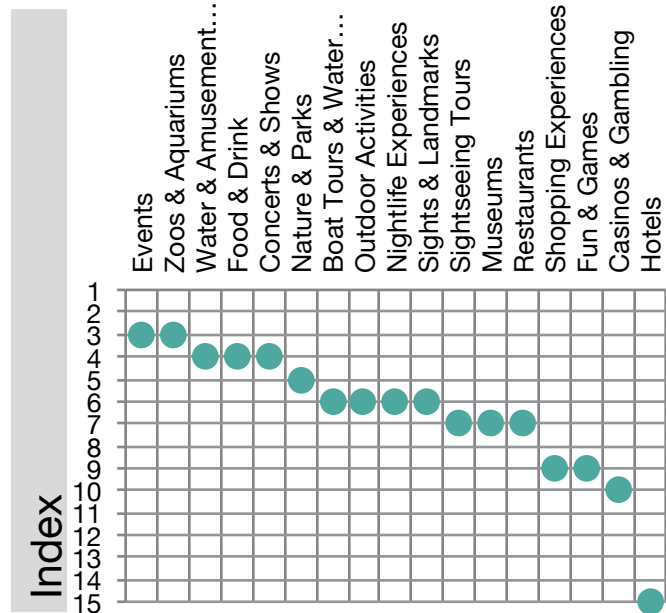 Events
Zoos & Aquariums
Water & Amusement…
Food & Drink
Concerts & Shows
Nature & Parks
Boat Tours & Water…
Outdoor Activities
Nightlife Experiences
Sights & Landmarks
Sightseeing Tours
Museums
Restaurants
Shopping Experiences
Fun & Games
Casinos & Gambling
Hotels
Index
1
2
3
4
5
6
7
8
9
10
11
12
13
14
15